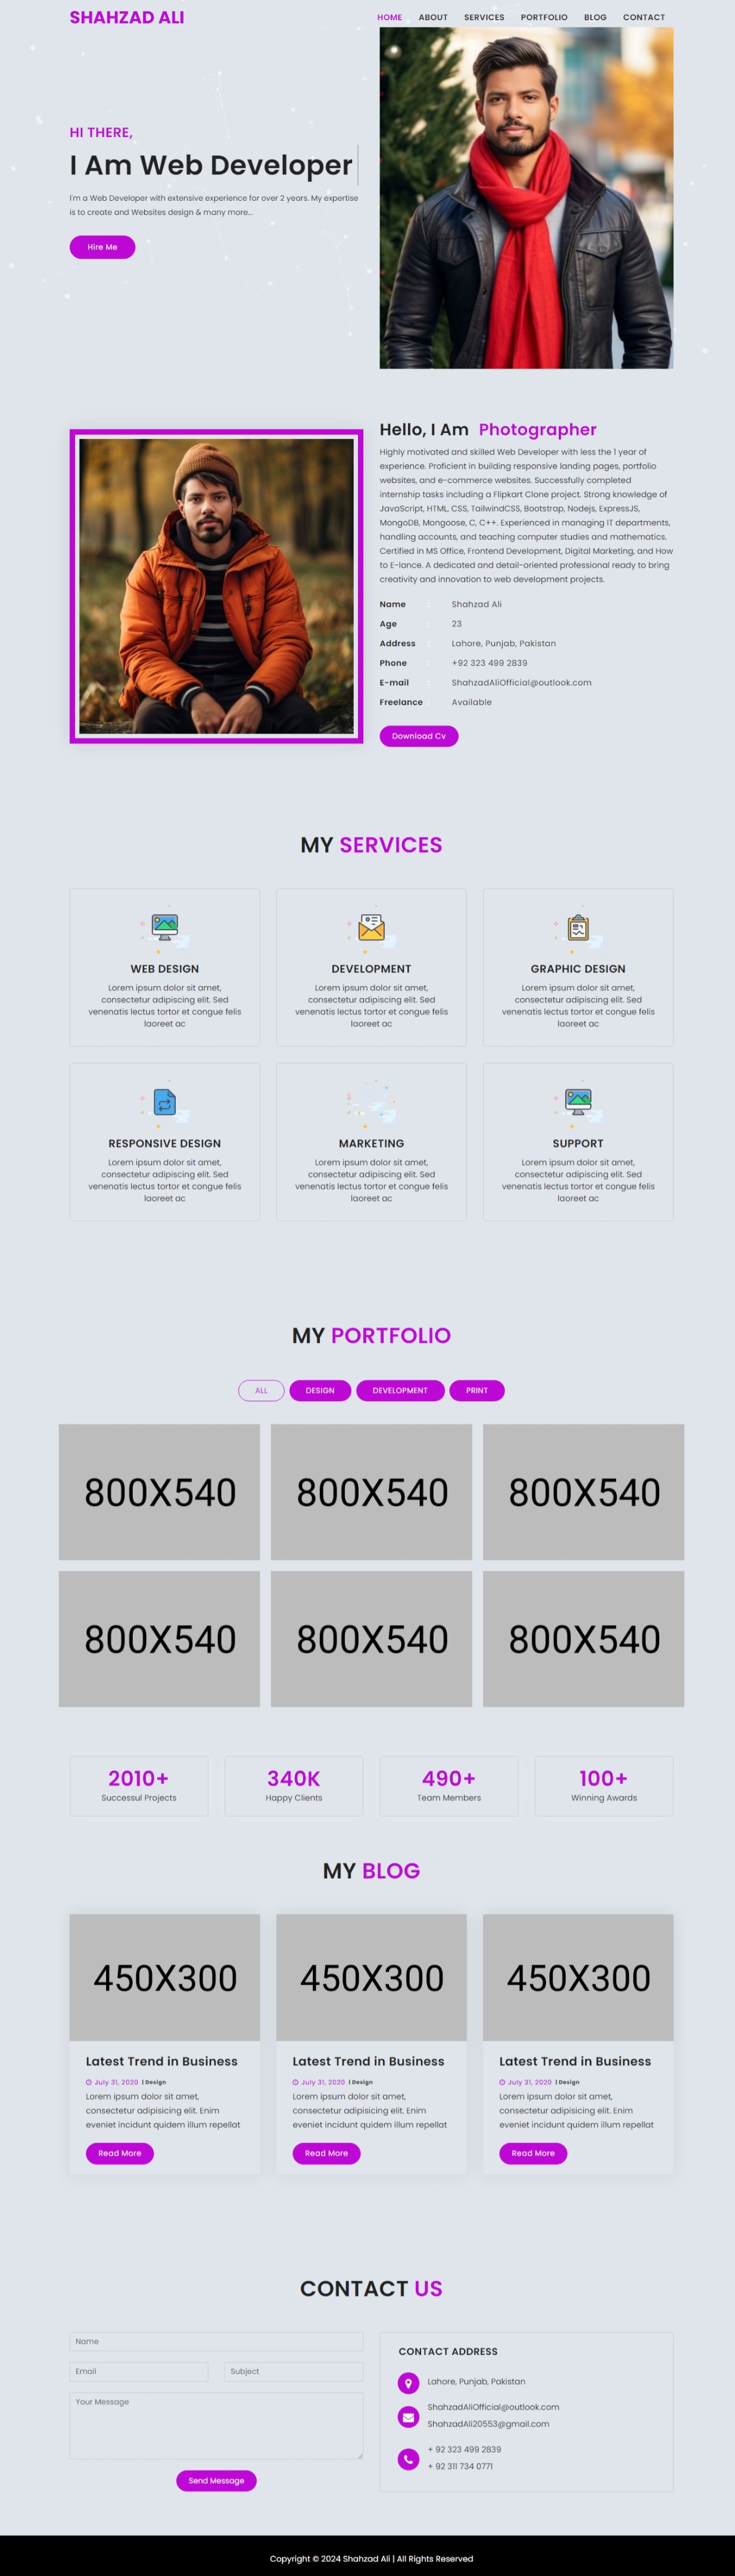 SHAHZAD ALI
HOME ABOUT SERVICES PORTFOLIO BLOG CONTACT
HI THERE,
I Am Web Developer
I'm a Web Developer with extensive experience for over 2 years. My expertise
is to create and Websites design & many more...
Hire Me
Hello, I Am Photographer
Highly motivated and skilled Web Developer with less the 1 year of
experience. Proficient in building responsive landing pages, portfolio
websites, and e-commerce websites. Successfully completed
internship tasks including a Flipkart Clone project. Strong knowledge of
JavaScript, HTML, CSS, TailwindCSS, Bootstrap, Nodejs, ExpressJS,
MongoDB, Mongoose, C, C++. Experienced in managing IT departments,
handling accounts, and teaching computer studies and mathematics.
Certified in MS Office, Frontend Development, Digital Marketing, and How
to E-lance. A dedicated and detail-oriented professional ready to bring
creativity and innovation to web development projects.
Name : Shahzad Ali
Age : 23
Address : Lahore, Punjab, Pakistan
Phone : +92 323 499 2839
E-mail : ShahzadAliOfficial@outlook.com
Freelance : Available
Download Cv
MY SERVICES
WEB DESIGN
Lorem ipsum dolor sit amet,
consectetur adipiscing elit. Sed
venenatis lectus tortor et congue felis
laoreet ac
DEVELOPMENT
Lorem ipsum dolor sit amet,
consectetur adipiscing elit. Sed
venenatis lectus tortor et congue felis
laoreet ac
GRAPHIC DESIGN
Lorem ipsum dolor sit amet,
consectetur adipiscing elit. Sed
venenatis lectus tortor et congue felis
laoreet ac
RESPONSIVE DESIGN
Lorem ipsum dolor sit amet,
consectetur adipiscing elit. Sed
venenatis lectus tortor et congue felis
laoreet ac
MARKETING
Lorem ipsum dolor sit amet,
consectetur adipiscing elit. Sed
venenatis lectus tortor et congue felis
laoreet ac
SUPPORT
Lorem ipsum dolor sit amet,
consectetur adipiscing elit. Sed
venenatis lectus tortor et congue felis
laoreet ac
MY PORTFOLIO
ALL DESIGN DEVELOPMENT PRINT
800X540 800X540 800X540
800X540 800X540 800X540
2010+
Successul Projects
340K
Happy Clients
490+
Team Members
100+
Winning Awards
MY BLOG
450X300
Latest Trend in Business
July 31, 2020 | Design
Lorem ipsum dolor sit amet,
consectetur adipisicing elit. Enim
eveniet incidunt quidem illum repellat
Read More
450X300
Latest Trend in Business
July 31, 2020 | Design
Lorem ipsum dolor sit amet,
consectetur adipisicing elit. Enim
eveniet incidunt quidem illum repellat
Read More
450X300
Latest Trend in Business
July 31, 2020 | Design
Lorem ipsum dolor sit amet,
consectetur adipisicing elit. Enim
eveniet incidunt quidem illum repellat
Read More
CONTACT US
Name
Email Subject
Your Message
Send Message
CONTACT ADDRESS
Lahore, Punjab, Pakistan
ShahzadAliOfficial@outlook.com
ShahzadAli20553@gmail.com
+ 92 323 499 2839
+ 92 311 734 0771
Copyright © 2024 Shahzad Ali | All Rights Reserved